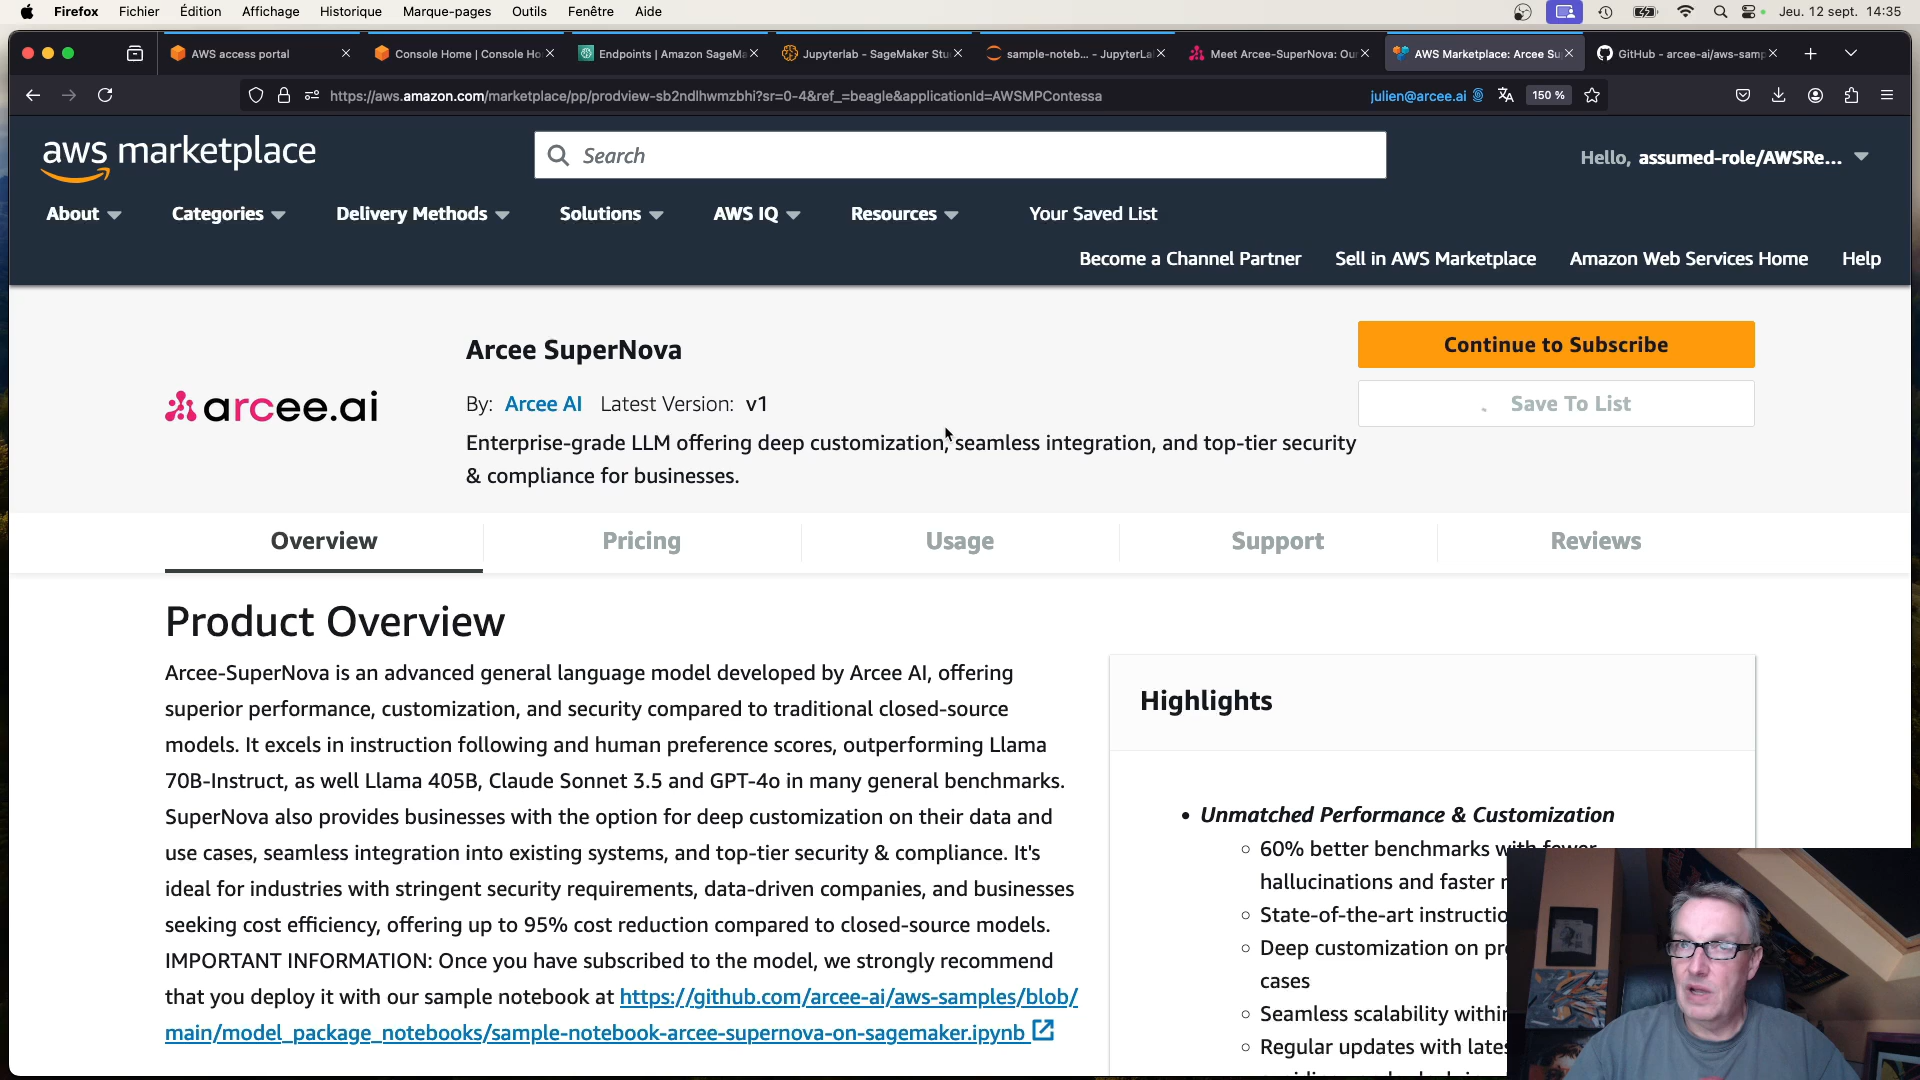 Firefox Fichier Édition Affichage Historique Marque-pages Outils Fenêtre Aide Jeu. 12 sept. 14:35
AWS access portal Console Home | Console Ho Endpoints | Amazon SageMa Jupyterlab - SageMaker Stu sample-noteb... - JupyterLa Meet Arcee-SuperNova: Ou AWS Marketplace: Arcee Su GitHub - arcee-ai/aws-samp
https://aws.amazon.com/marketplace/pp/prodview-sb2ndlhwmzbhi?sr=0-4&ref_=beagle&applicationId=AWSMPContessa julien@arcee.ai 150 %
aws marketplace
Search
Hello, assumed-role/AWSRe...
About Categories Delivery Methods Solutions AWS IQ Resources Your Saved List
Become a Channel Partner Sell in AWS Marketplace Amazon Web Services Home Help
arcee.ai
Arcee SuperNova
By: Arcee AI Latest Version: v1
Enterprise-grade LLM offering deep customization, seamless integration, and top-tier security
& compliance for businesses.
Continue to Subscribe
Save To List
Overview Pricing Usage Support Reviews
Product Overview
Arcee-SuperNova is an advanced general language model developed by Arcee AI, offering
superior performance, customization, and security compared to traditional closed-source
models. It excels in instruction following and human preference scores, outperforming Llama
70B-Instruct, as well Llama 405B, Claude Sonnet 3.5 and GPT-4o in many general benchmarks.
SuperNova also provides businesses with the option for deep customization on their data and
use cases, seamless integration into existing systems, and top-tier security & compliance. It's
ideal for industries with stringent security requirements, data-driven companies, and businesses
seeking cost efficiency, offering up to 95% cost reduction compared to closed-source models.
IMPORTANT INFORMATION: Once you have subscribed to the model, we strongly recommend
that you deploy it with our sample notebook at https://github.com/arcee-ai/aws-samples/blob/
main/model_package_notebooks/sample-notebook-arcee-supernova-on-sagemaker.ipynb
Highlights
Unmatched Performance & Customization
60% better benchmarks with fewer
hallucinations and faster
State-of-the-art instructio
Deep customization on pr
cases
Seamless scalability withi
Regular updates with late